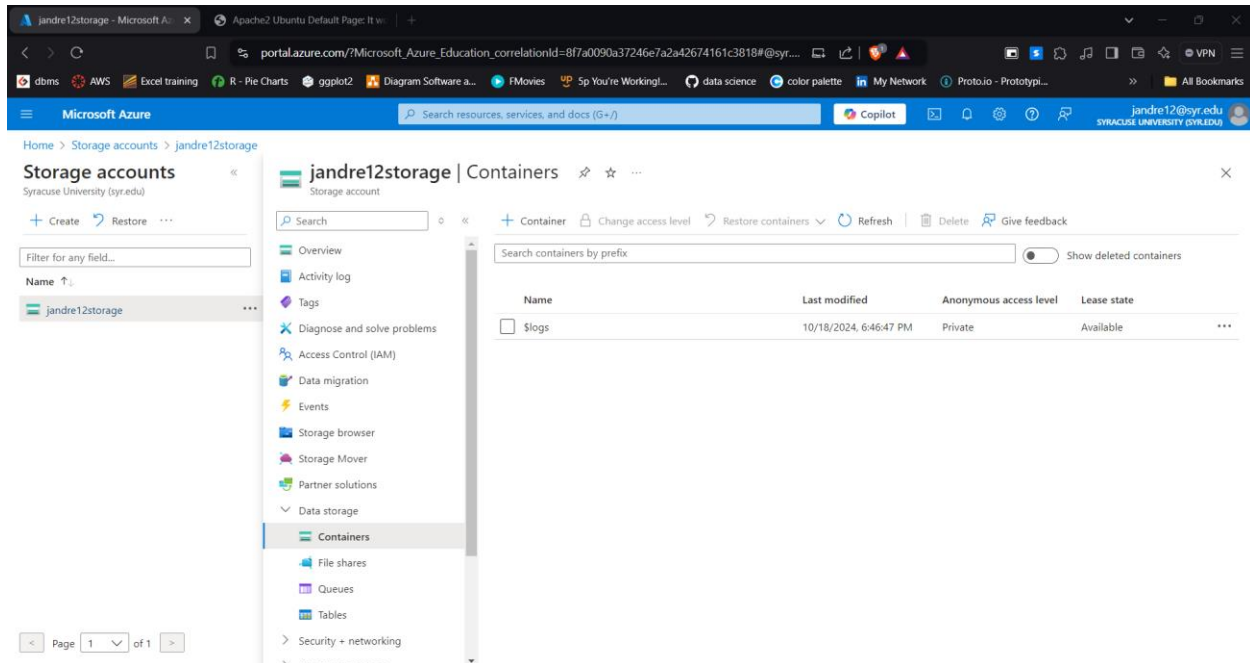 jandre12storage - Microsoft Az
Apache2 Ubuntu Default Page: It wo
portal.azure.com/?Microsoft_Azure_Education_correlationId=8f7a0090a37246e7a2a42674161c3818#@syr....
VPN
dbms AWS Excel training R - Pie Charts ggplot2 Diagram Software a... FMovies 5p You're Working!... data science color palette My Network Proto.io - Prototypi... » All Bookmarks
Microsoft Azure
Search resources, services, and docs (G+/)
Copilot
jandre12@syr.edu
SYRACUSE UNIVERSITY (SYR.EDU)
Home > Storage accounts > jandre12storage
Storage accounts
Syracuse University (syr.edu)
+ Create Restore ...
Filter for any field...
Name ↑↓
jandre12storage ...
Page 1 of 1
jandre12storage | Containers
Storage account
Search
Overview
Activity log
Tags
Diagnose and solve problems
Access Control (IAM)
Data migration
Events
Storage browser
Storage Mover
Partner solutions
Data storage
Containers
File shares
Queues
Tables
Security + networking
+ Container Change access level Restore containers Refresh Delete Give feedback
Search containers by prefix
Show deleted containers
Name Last modified Anonymous access level Lease state
$logs 10/18/2024, 6:46:47 PM Private Available ...